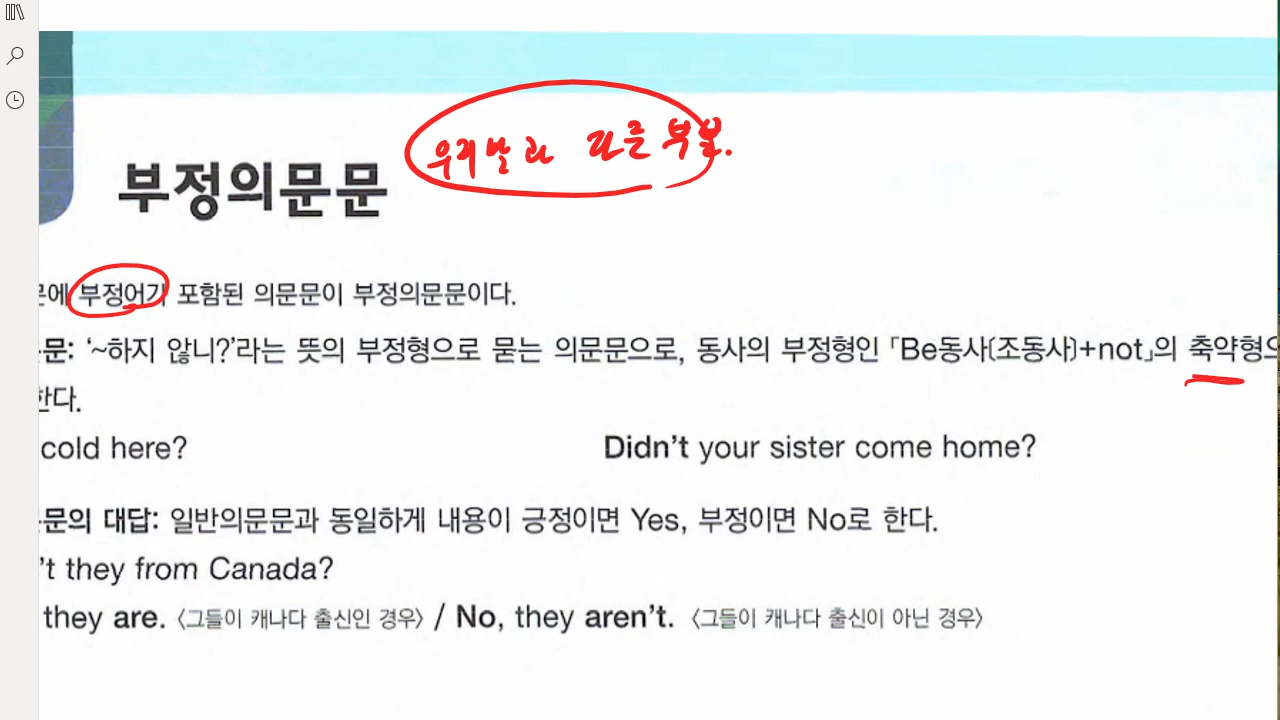 우리말과 다른 부분.
부정의문문
문에 부정어가 포함된 의문문이 부정의문문이다.
문: '~하지 않니?'라는 뜻의 부정형으로 묻는 의문문으로, 동사의 부정형인 「Be동사(조동사)+not」의 축약형으
한다.
cold here?
Didn't your sister come home?
문문의 대답: 일반의문문과 동일하게 내용이 긍정이면 Yes, 부정이면 No로 한다.
't they from Canada?
they are. 〈그들이 캐나다 출신인 경우〉 / No, they aren't. 〈그들이 캐나다 출신이 아닌 경우〉